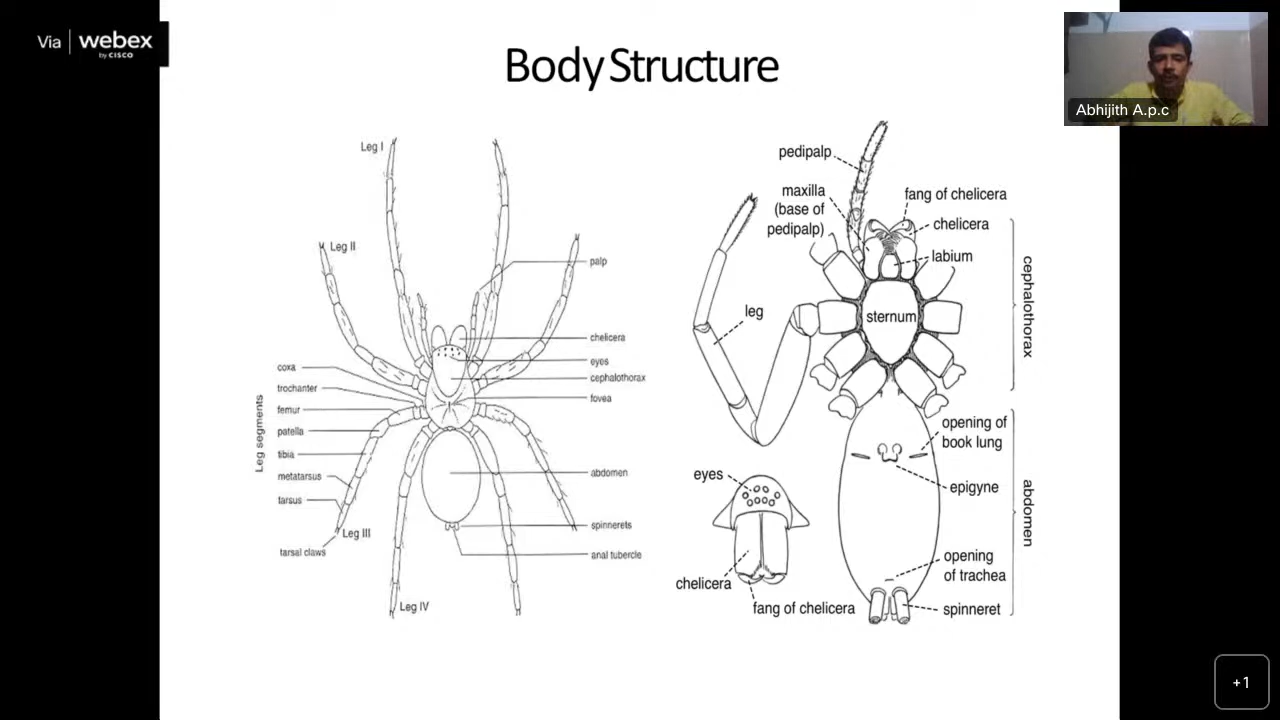 Via | webex
by CISCO
Body Structure
Abhijith A.p.c
Leg I
Leg II
palp
chelicera
eyes
cephalothorax
fovea
Leg segments
coxa
trochanter
femur
patella
tibia
metatarsus
tarsus
tarsal claws
Leg III
Leg IV
abdomen
spinnerets
anal tubercle
pedipalp
maxilla
(base of
pedipalp)
fang of chelicera
chelicera
labium
sternum
leg
cephalothorax
opening of
book lung
epigyne
abdomen
opening
of trachea
spinneret
eyes
chelicera
fang of chelicera
+1